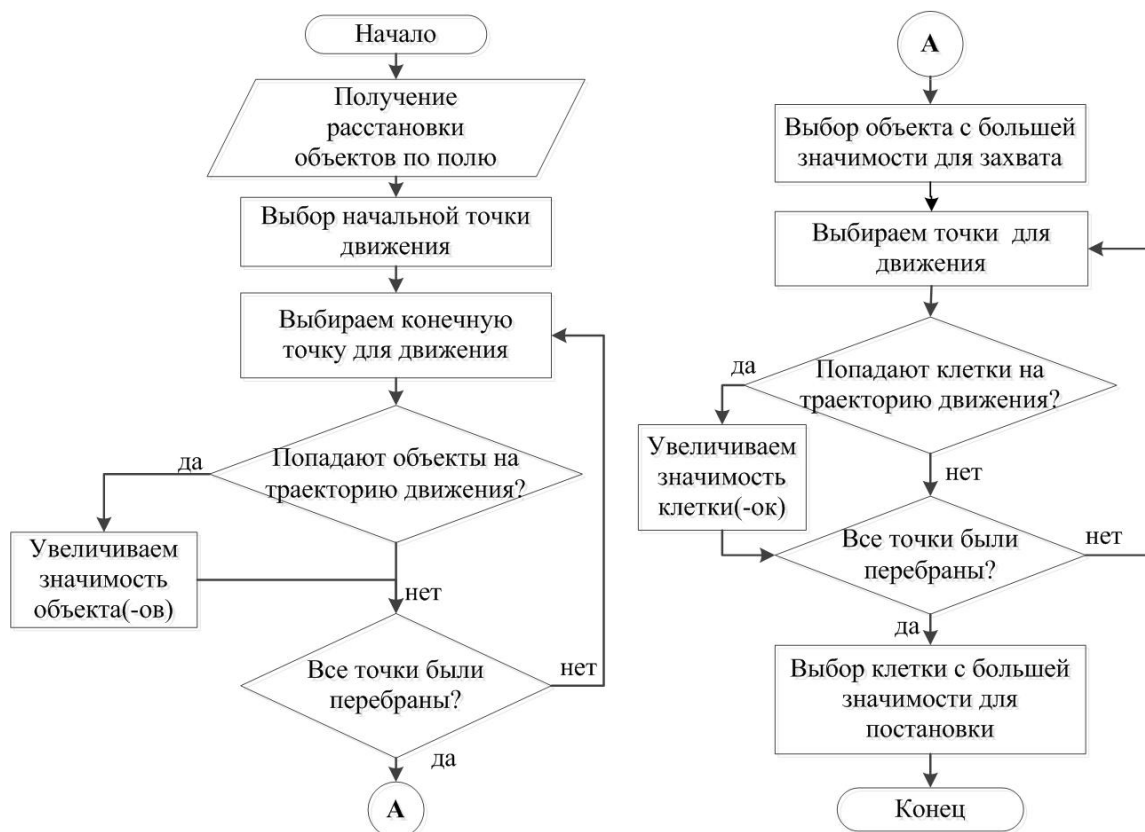 Начало
Получение
расстановки
объектов по полю
Выбор начальной точки
движения
Выбираем конечную
точку для движения
Попадают объекты на
траекторию движения?
да
Увеличиваем
значимость
объекта(-ов)
нет
Все точки были
перебраны?
нет
да
А
А
Выбор объекта с большей
значимости для захвата
Выбираем точки для
движения
Попадают клетки на
траекторию движения?
да
Увеличиваем
значимость
клетки(-ок)
нет
Все точки были
перебраны?
нет
да
Выбор клетки с большей
значимости для
постановки
Конец